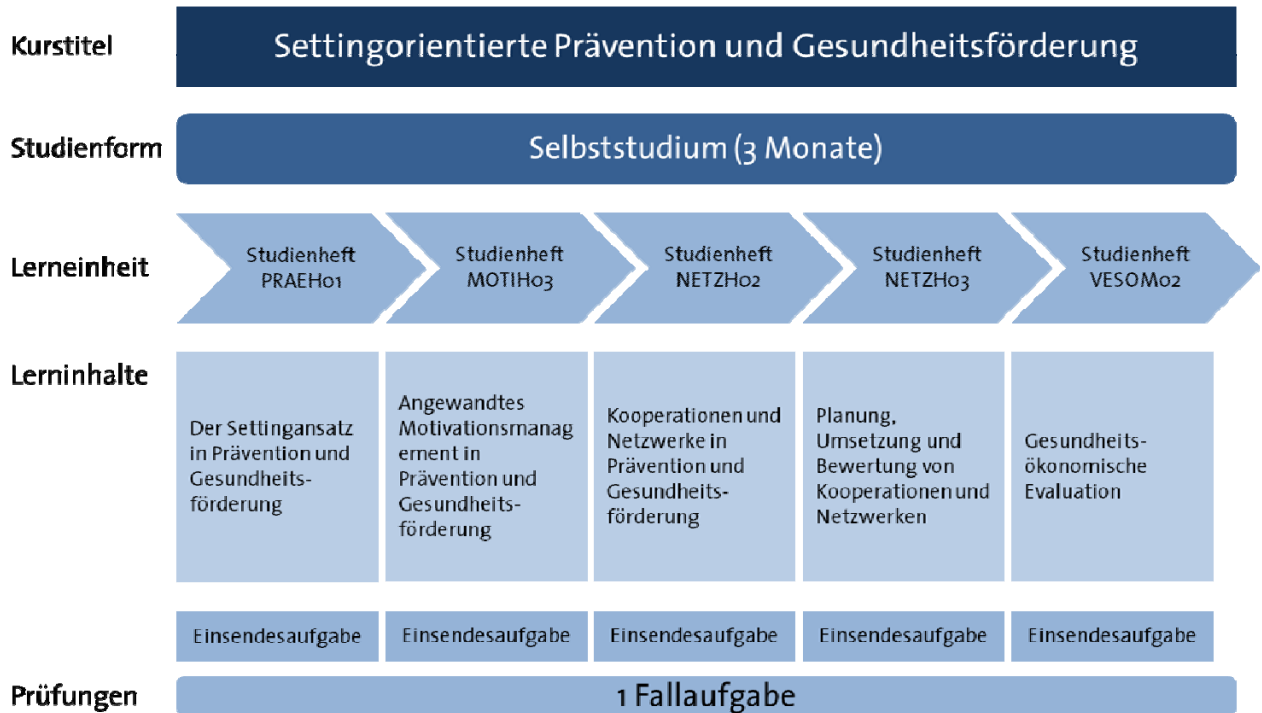 Kurstitel
Settingorientierte Prävention und Gesundheitsförderung
Studienform
Selbststudium (3 Monate)
Lerneinheit
Studienheft
PRAEH01
Studienheft
MOTIH03
Studienheft
NETZH02
Studienheft
NETZH03
Studienheft
VESOM02
Lerninhalte
Der Settingansatz
in Prävention und
Gesundheits-
förderung
Angewandtes
Motivationsmanag
ement in
Prävention und
Gesundheits-
förderung
Kooperationen und
Netzwerke in
Prävention und
Gesundheits-
förderung
Planung,
Umsetzung und
Bewertung von
Kooperationen und
Netzwerken
Gesundheits-
ökonomische
Evaluation
Einsendesaufgabe
Einsendesaufgabe
Einsendesaufgabe
Einsendesaufgabe
Einsendesaufgabe
Prüfungen
1 Fallaufgabe